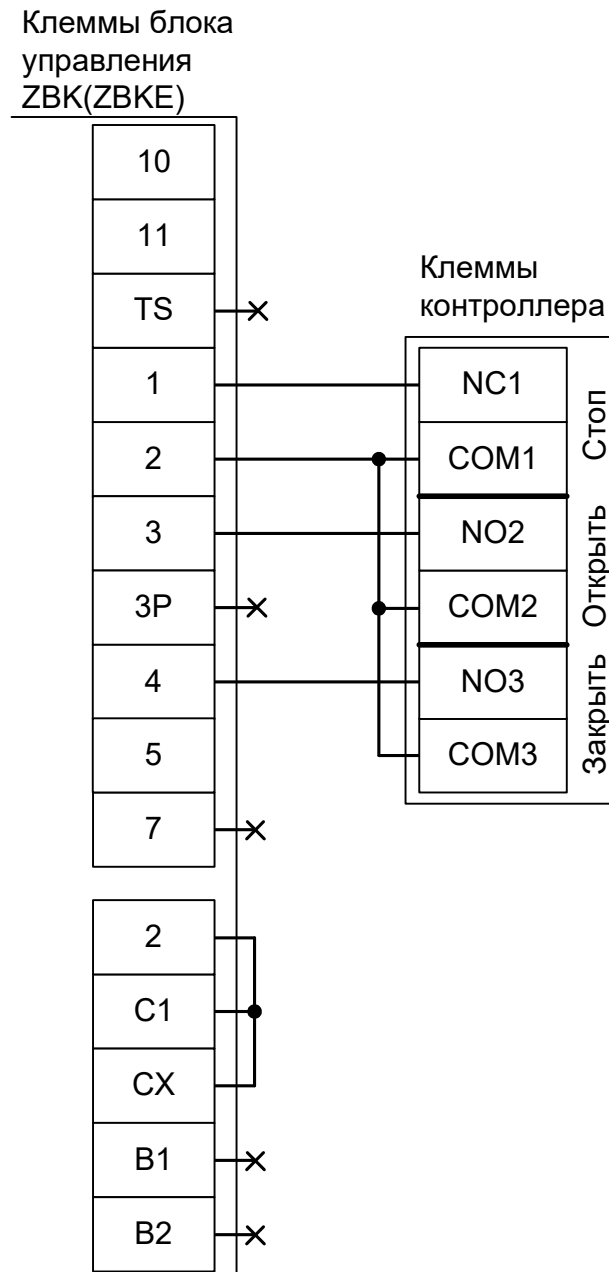 Клеммы блока
управления
ZBK(ZBKE)
10
11
TS
1
2
3
3P
4
5
7
2
C1
CX
B1
B2
Клеммы
контроллера
NC1
COM1
NO2
COM2
NO3
COM3
Стоп
Открыть
Закрыть